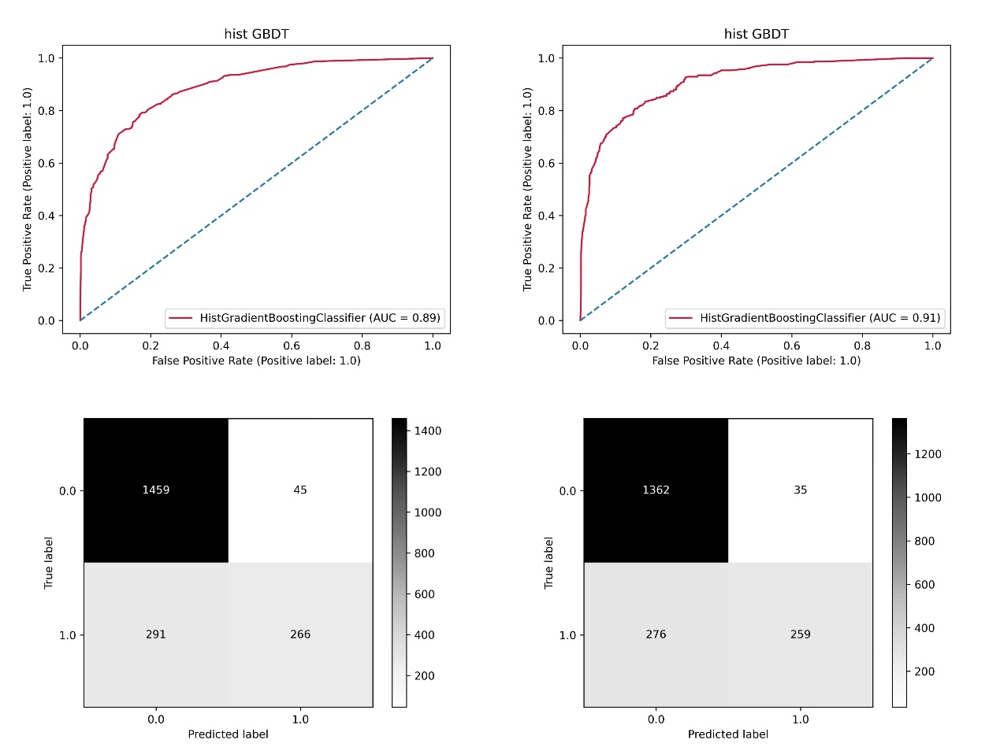 hist GBDT
1.0
0.8
0.6
0.4
0.2
0.0
True Positive Rate (Positive label: 1.0)
HistGradientBoostingClassifier (AUC = 0.89)
0.0 0.2 0.4 0.6 0.8 1.0
False Positive Rate (Positive label: 1.0)
hist GBDT
1.0
0.8
0.6
0.4
0.2
0.0
True Positive Rate (Positive label: 1.0)
HistGradientBoostingClassifier (AUC = 0.91)
0.0 0.2 0.4 0.6 0.8 1.0
False Positive Rate (Positive label: 1.0)
True label
0.0 1459 45
1.0 291 266
0.0 1.0
Predicted label
1400
1200
1000
800
600
400
200
True label
0.0 1362 35
1.0 276 259
0.0 1.0
Predicted label
1200
1000
800
600
400
200